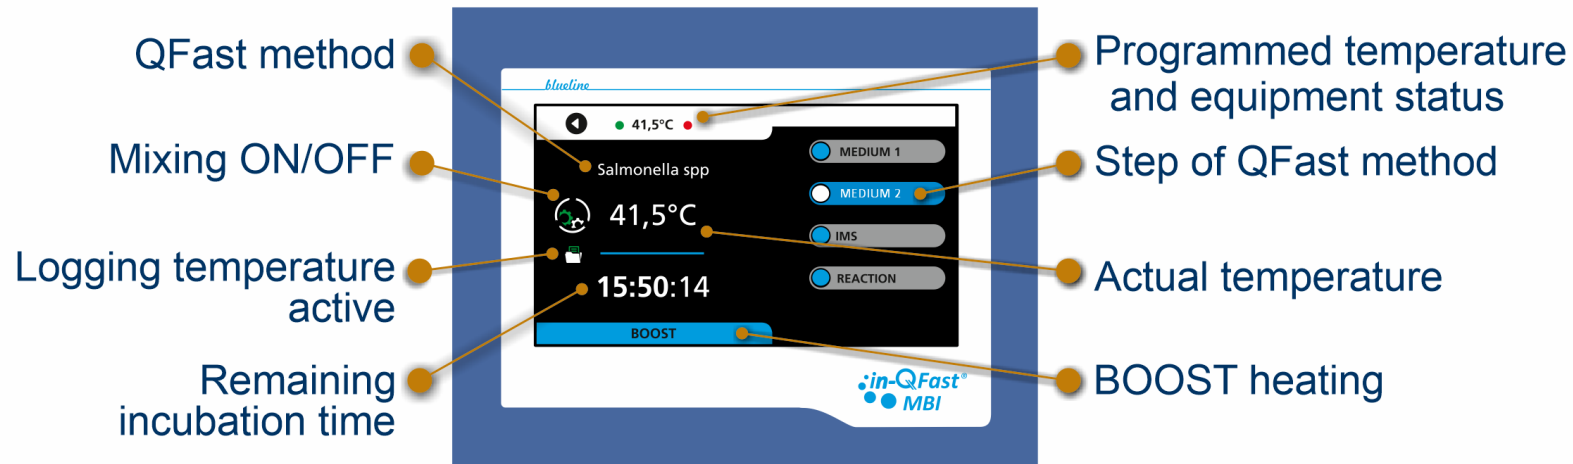 QFast method
Mixing ON/OFF
Logging temperature
active
Remaining
incubation time
blueline
41,5°C
Salmonella spp
41,5°C
15:50:14
BOOST
MEDIUM 1
MEDIUM 2
IMS
REACTION
in-QFast®
MBI
Programmed temperature
and equipment status
Step of QFast method
Actual temperature
BOOST heating